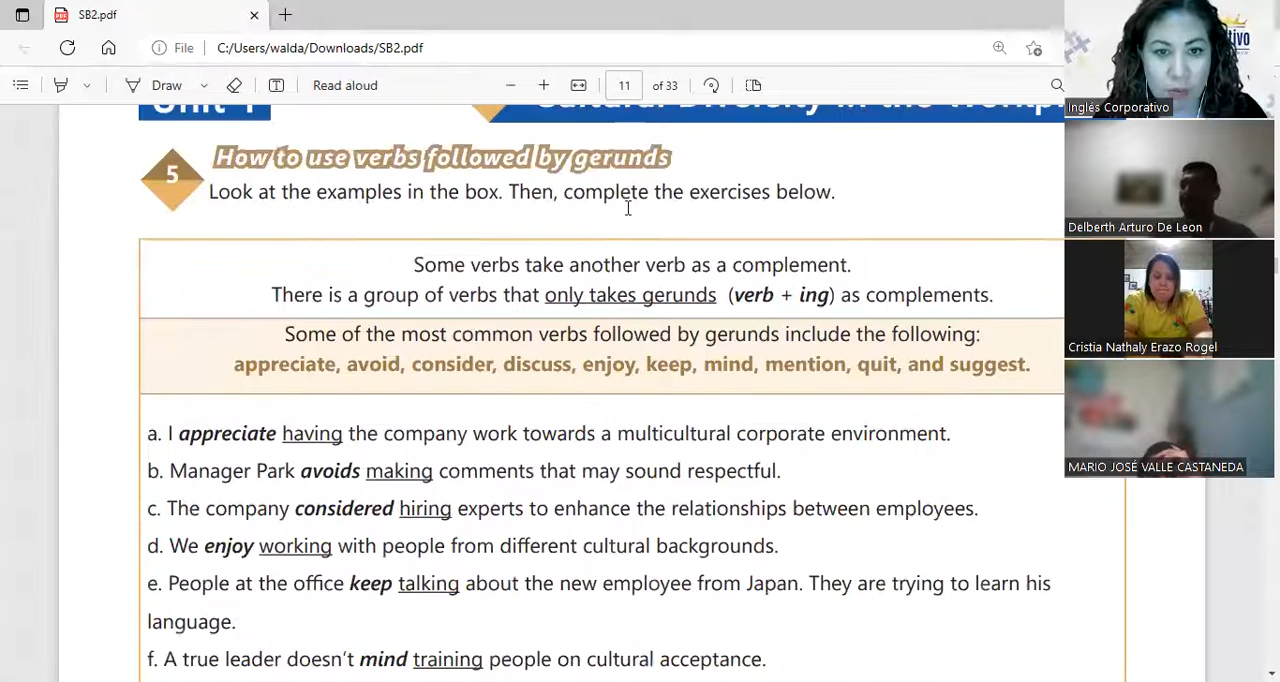 SB2.pdf
File C:/Users/walda/Downloads/SB2.pdf
Draw Read aloud 11 of 33
How to use verbs followed by gerunds
5
Look at the examples in the box. Then, complete the exercises below.
Some verbs take another verb as a complement.
There is a group of verbs that only takes gerunds (verb + ing) as complements.
Some of the most common verbs followed by gerunds include the following:
appreciate, avoid, consider, discuss, enjoy, keep, mind, mention, quit, and suggest.
a. I appreciate having the company work towards a multicultural corporate environment.
b. Manager Park avoids making comments that may sound respectful.
c. The company considered hiring experts to enhance the relationships between employees.
d. We enjoy working with people from different cultural backgrounds.
e. People at the office keep talking about the new employee from Japan. They are trying to learn his
language.
f. A true leader doesn't mind training people on cultural acceptance.
Inglés Corporativo
Delberth Arturo De Leon
Cristia Nathaly Erazo Rogel
MARIO JOSÉ VALLE CASTANEDA